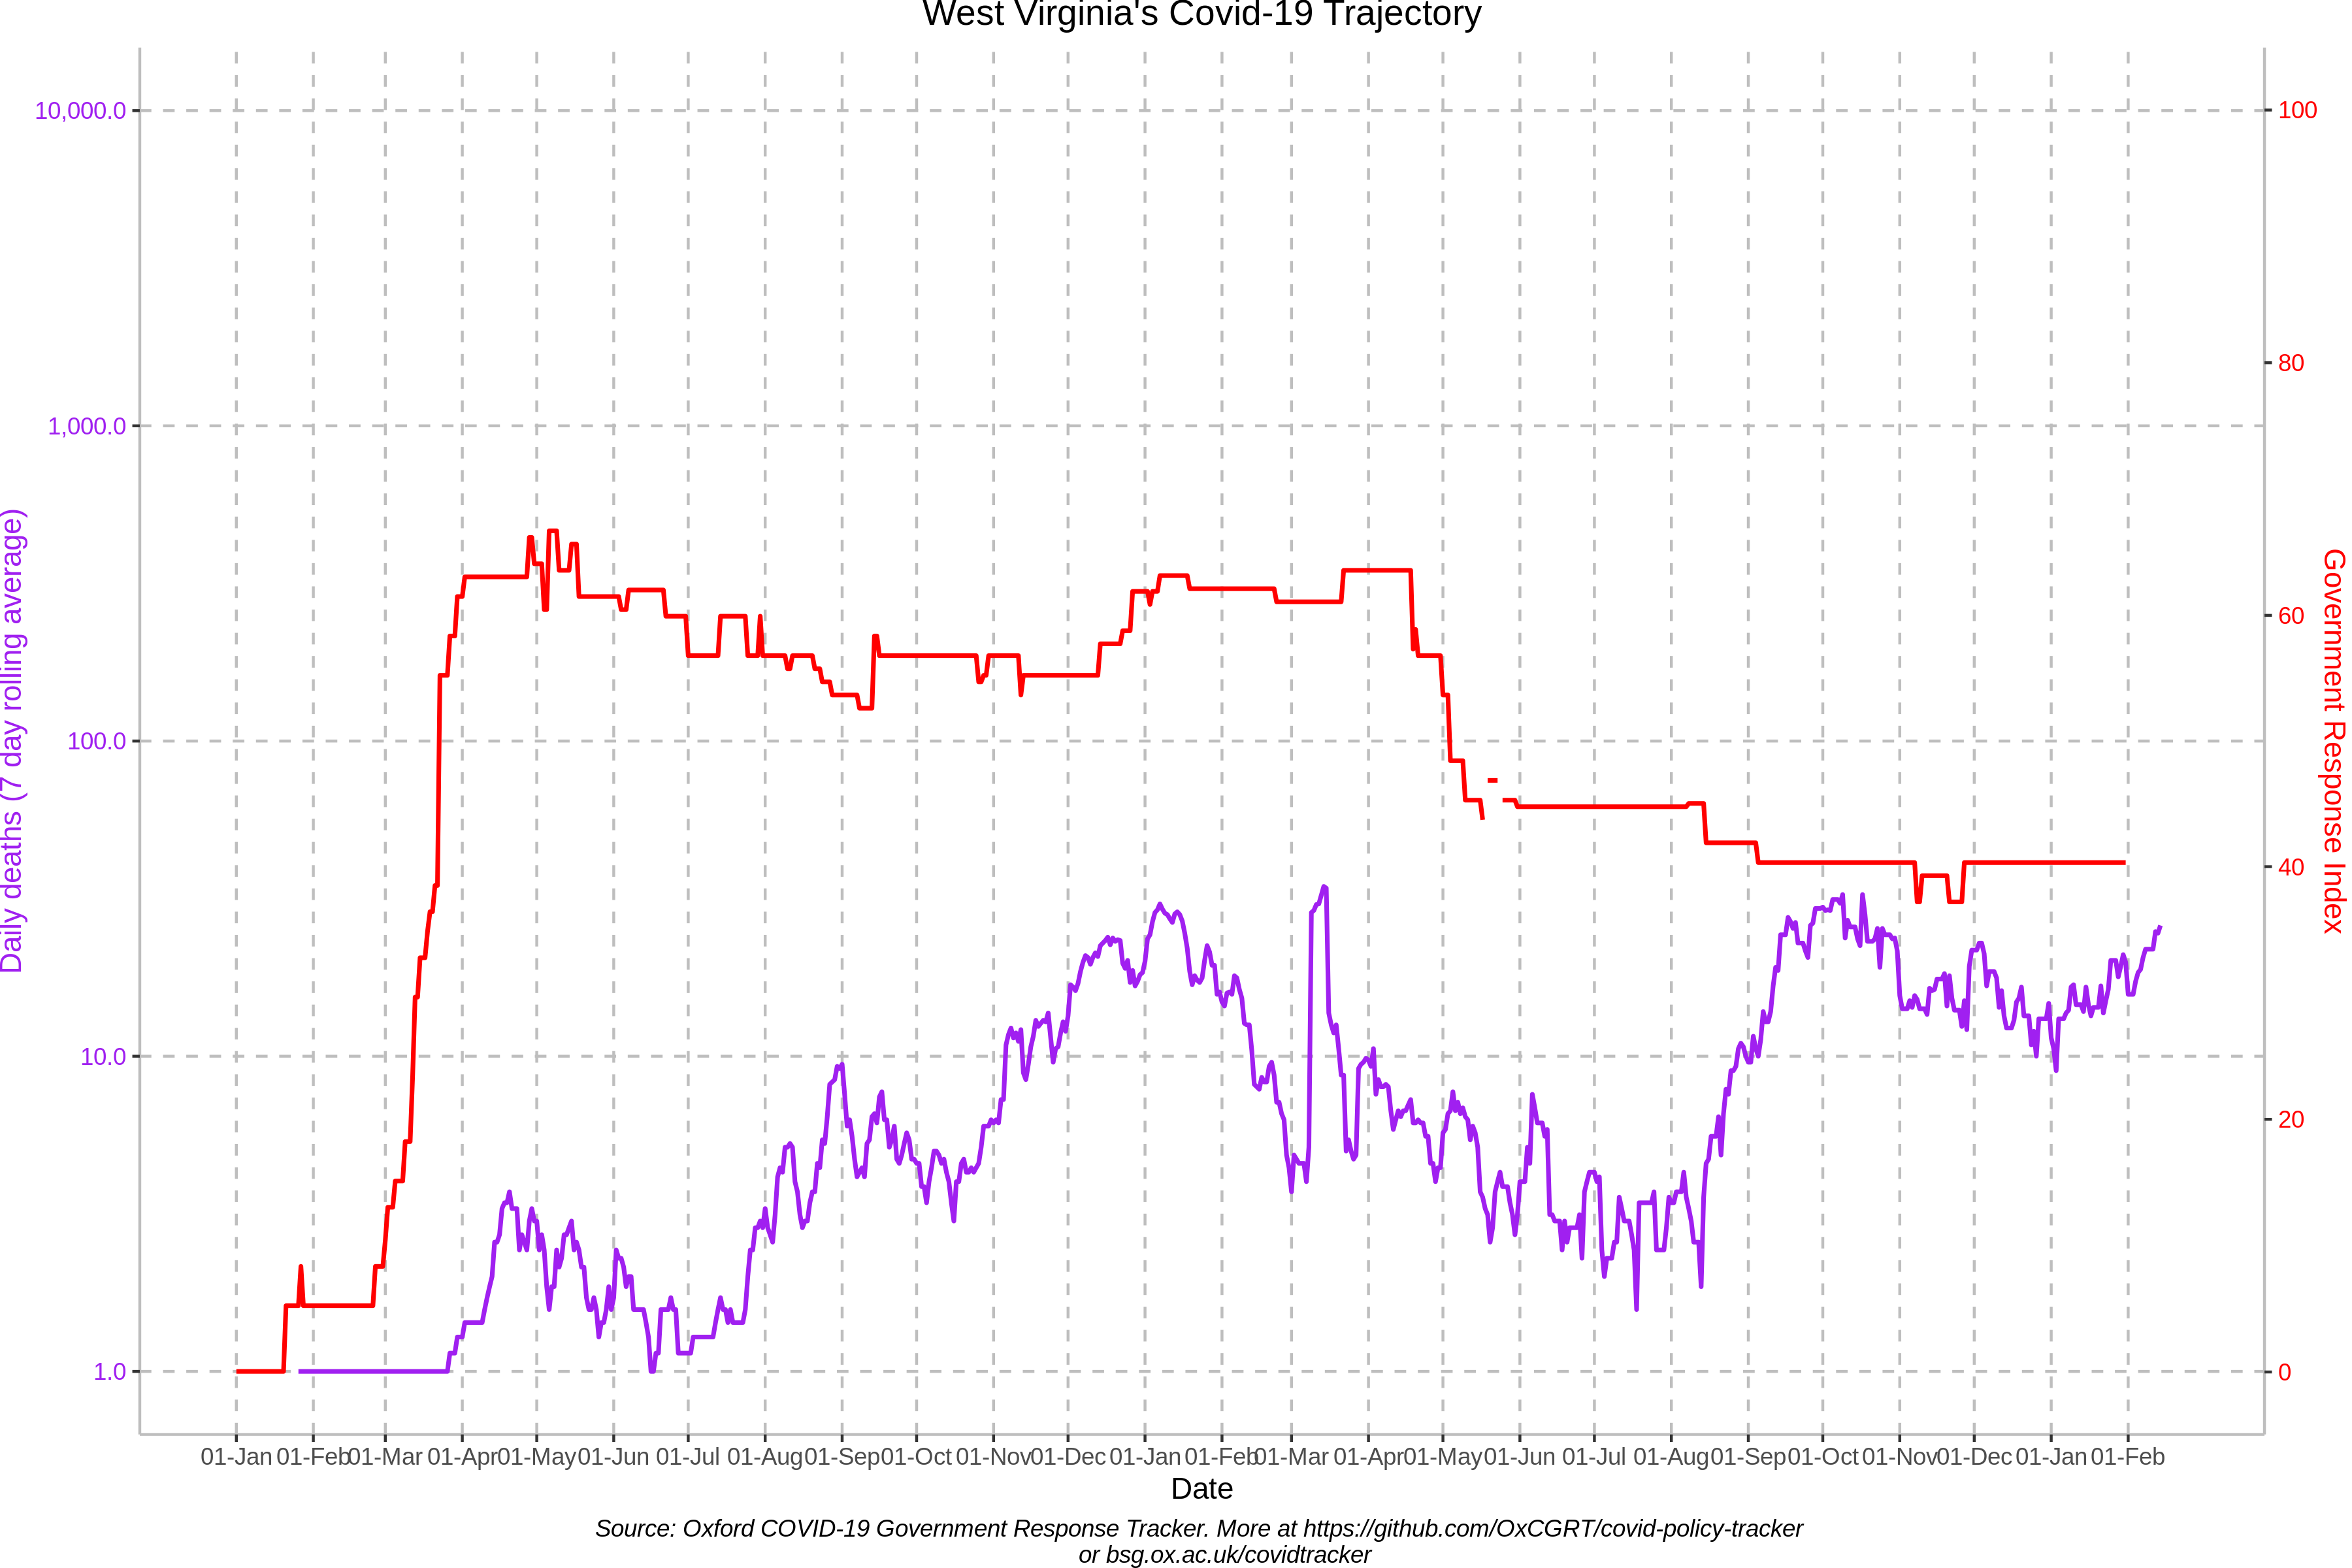 West Virginia's Covid-19 Trajectory
10,000.0
1,000.0
100.0
10.0
1.0
Daily deaths (7 day rolling average)
100
80
60
40
20
0
Government Response Index
01-Jan 01-Feb 01-Mar 01-Apr 01-May 01-Jun 01-Jul 01-Aug 01-Sep 01-Oct 01-Nov 01-Dec 01-Jan 01-Feb 01-Mar 01-Apr 01-May 01-Jun 01-Jul 01-Aug 01-Sep 01-Oct 01-Nov 01-Dec 01-Jan 01-Feb
Date
Source: Oxford COVID-19 Government Response Tracker. More at https://github.com/OxCGRT/covid-policy-tracker
or bsg.ox.ac.uk/covidtracker